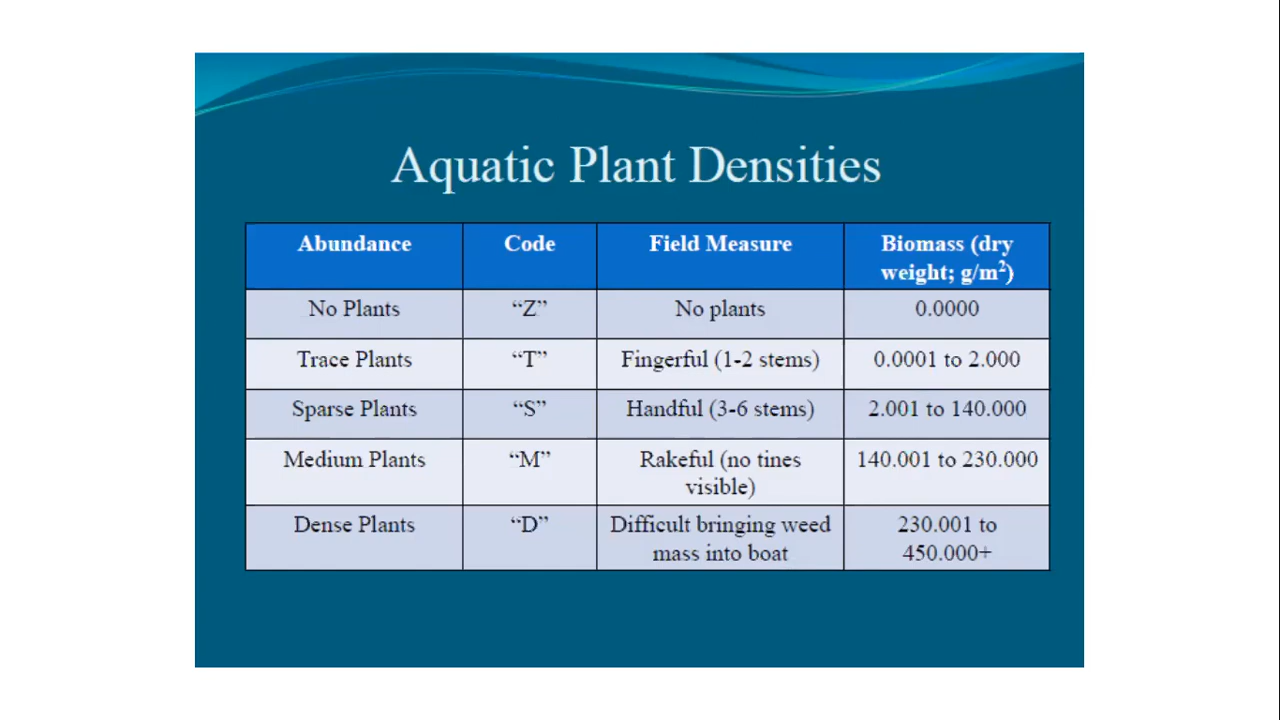 Aquatic Plant Densities
Abundance Code Field Measure Biomass (dry
weight; g/m²)
No Plants “Z” No plants 0.0000
Trace Plants “T” Fingerful (1-2 stems) 0.0001 to 2.000
Sparse Plants “S” Handful (3-6 stems) 2.001 to 140.000
Medium Plants “M” Rakeful (no tines 140.001 to 230.000
visible)
Dense Plants “D” Difficult bringing weed 230.001 to
mass into boat 450.000+